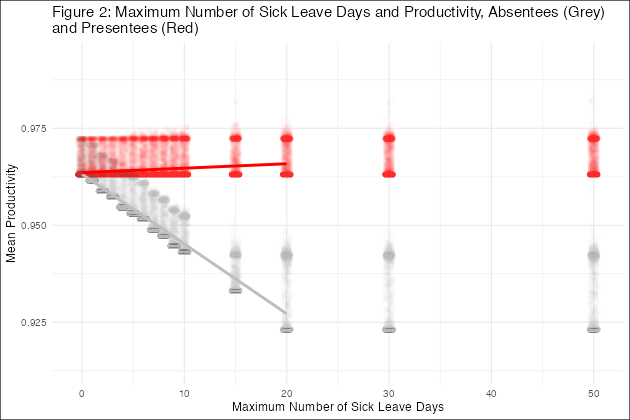 Figure 2: Maximum Number of Sick Leave Days and Productivity, Absentees (Grey)
and Presentees (Red)
Mean Productivity
0.975
0.950
0.925
0
10
20
30
40
50
Maximum Number of Sick Leave Days